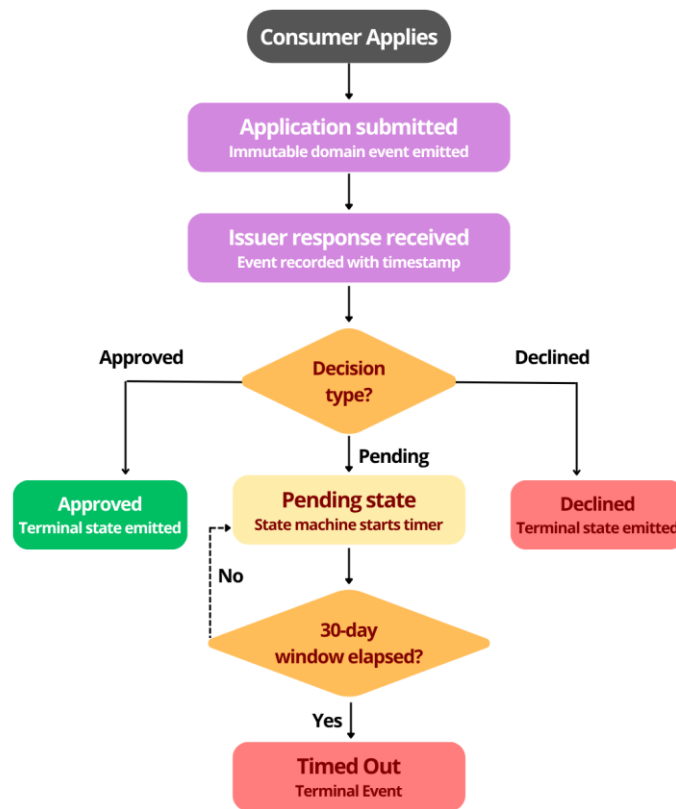 Consumer Applies
Application submitted
Immutable domain event emitted
Issuer response received
Event recorded with timestamp
Approved
Declined
Decision
type?
Pending
Approved
Terminal state emitted
Pending state
State machine starts timer
Declined
Terminal state emitted
No
30-day
window elapsed?
Yes
Timed Out
Terminal Event